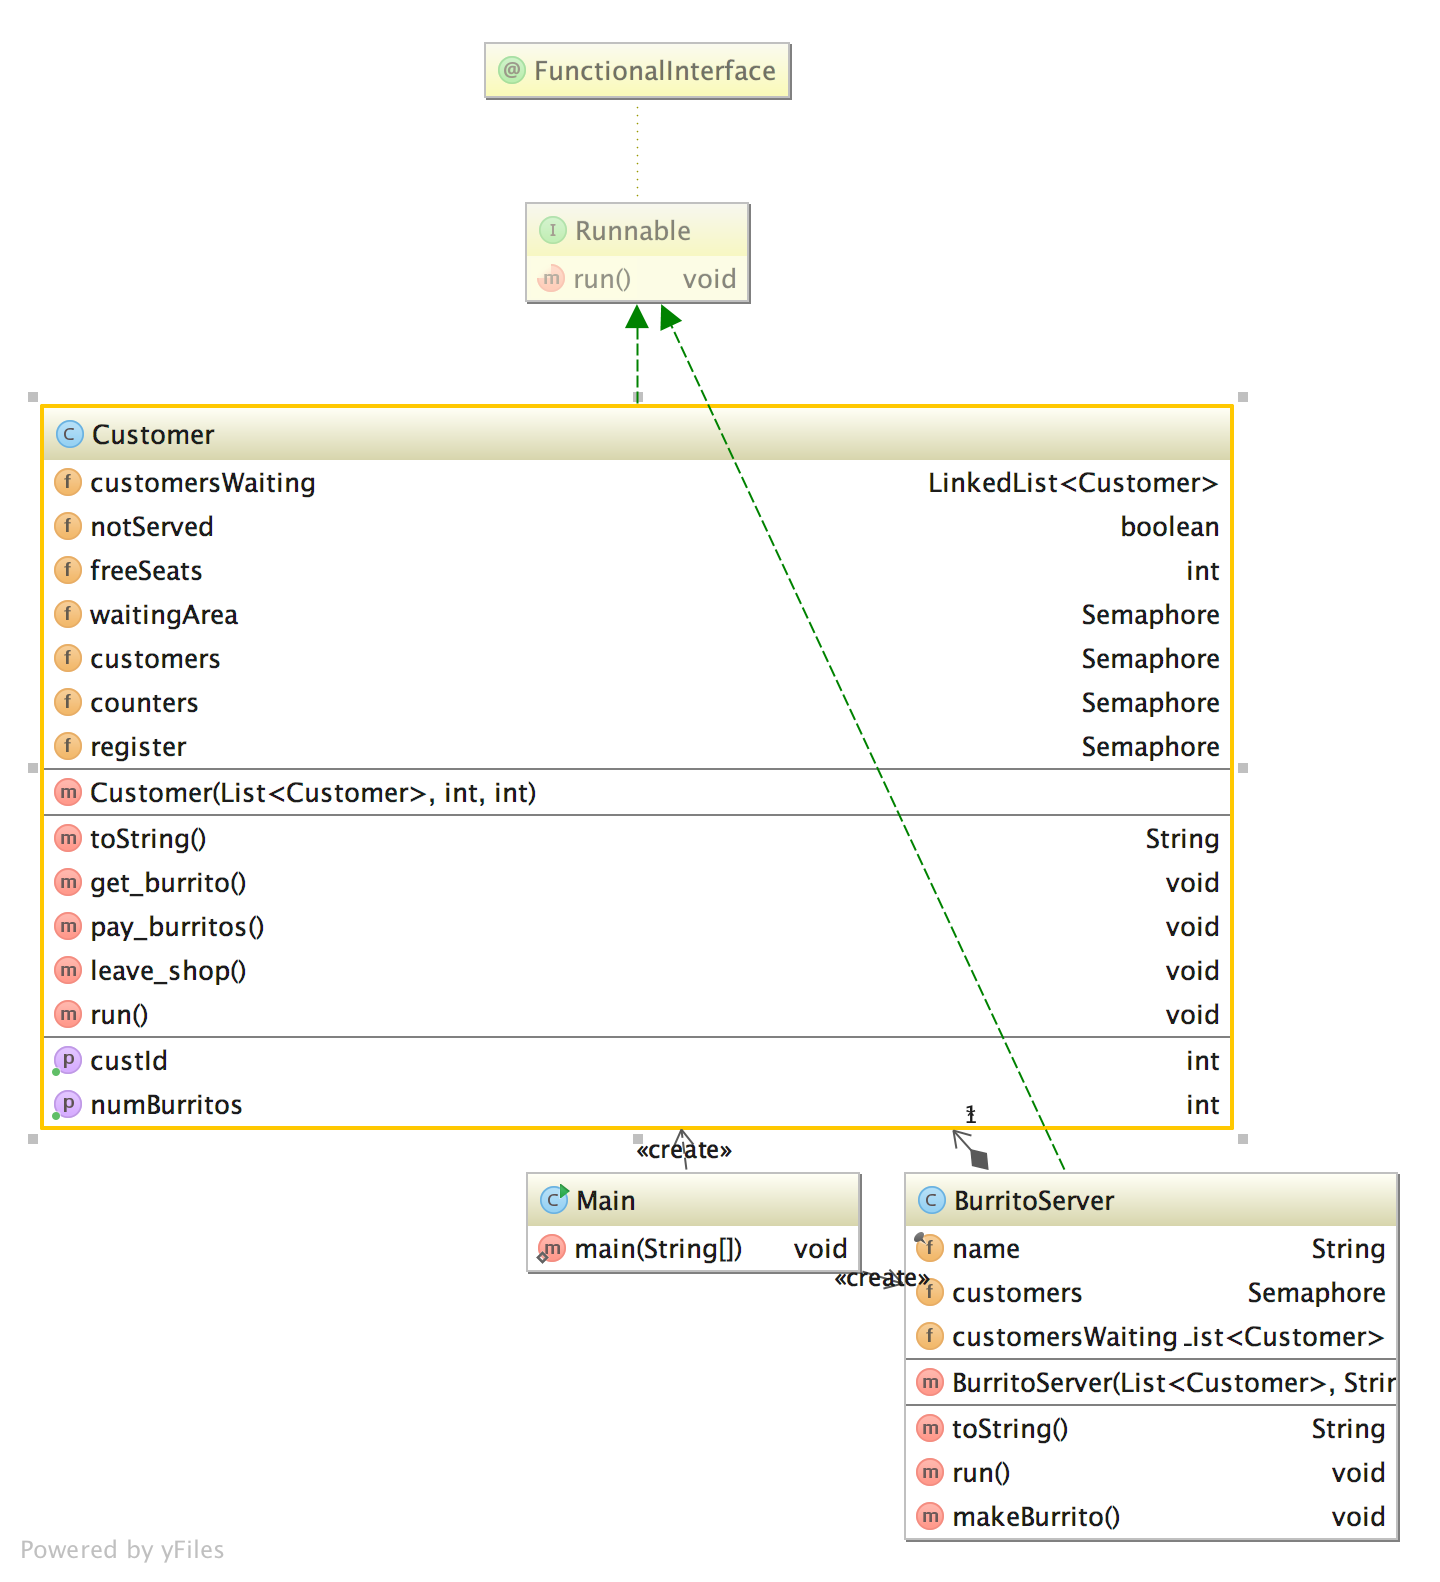 @ FunctionalInterface
I Runnable
m run() void
C Customer
f customersWaiting LinkedList<Customer>
f notServed boolean
f freeSeats int
f waitingArea Semaphore
f customers Semaphore
f counters Semaphore
f register Semaphore
m Customer(List<Customer>, int, int)
m toString() String
m get_burrito() void
m pay_burritos() void
m leave_shop() void
m run() void
p custId int
p numBurritos int
1
«create»
C Main
m main(String[]) void
«create»
C BurritoServer
f name String
f customers Semaphore
f customersWaiting ist<Customer>
m BurritoServer(List<Customer>,
m toString() String
m run() void
m makeBurrito() void
Powered by yFiles